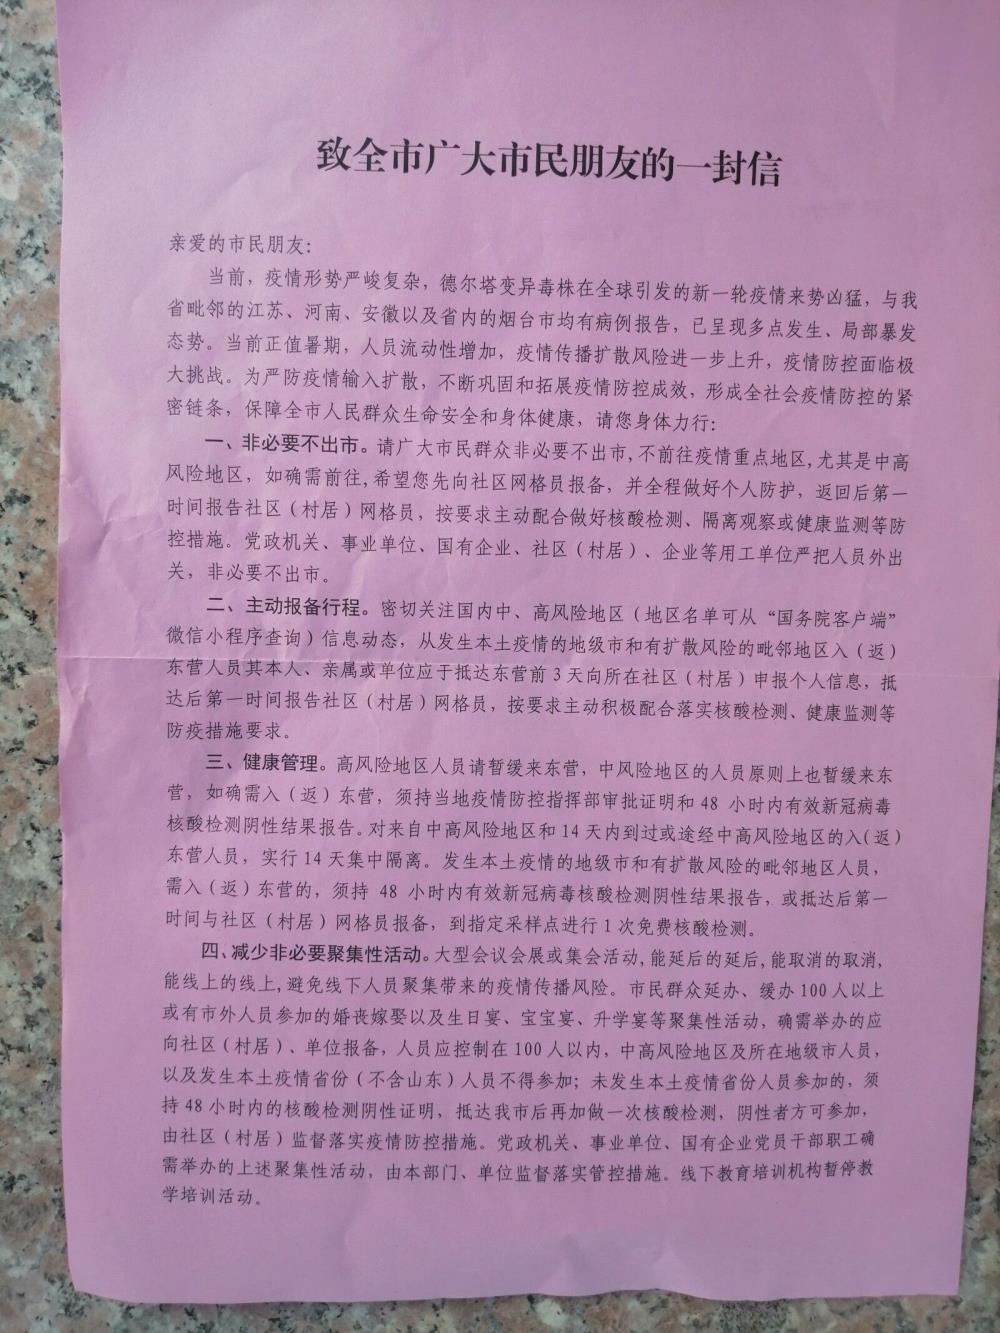 致全市广大市民朋友的一封信
亲爱的市民朋友：
当前，疫情形势严峻复杂，德尔塔变异毒株在全球引发的新一轮疫情来势凶猛，与我
省毗邻的江苏、河南、安徽以及省内的烟台市均有病例报告，已呈现多点发生、局部暴发
态势。当前正值暑期，人员流动性增加，疫情传播扩散风险进一步上升，疫情防控面临极
大挑战。为严防疫情输入扩散，不断巩固和拓展疫情防控成效，形成全社会疫情防控的紧
密链条，保障全市人民群众生命安全和身体健康，请您身体力行：
一、非必要不出市。请广大市民群众非必要不出市,不前往疫情重点地区,尤其是中高
风险地区，如确需前往,希望您先向社区网格员报备，并全程做好个人防护，返回后第一
时间报告社区（村居）网格员，按要求主动配合做好核酸检测、隔离观察或健康监测等防
控措施。党政机关、事业单位、国有企业、社区（村居）、企业等用工单位严把人员外出
关，非必要不出市。
二、主动报备行程。密切关注国内中、高风险地区（地区名单可从“国务院客户端”
微信小程序查询）信息动态，从发生本土疫情的地级市和有扩散风险的毗邻地区入（返）
东营人员其本人、亲属或单位应于抵达东营前3天向所在社区（村居）申报个人信息，抵
达后第一时间报告社区（村居）网格员，按要求主动积极配合落实核酸检测、健康监测等
防疫措施要求。
三、健康管理。高风险地区人员请暂缓来东营，中风险地区的人员原则上也暂缓来东
营，如确需入（返）东营，须持当地疫情防控指挥部审批证明和 48 小时内有效新冠病毒
核酸检测阴性结果报告。对来自中高风险地区和14天内到过或途经中高风险地区的入(返)
东营人员，实行14天集中隔离。发生本土疫情的地级市和有扩散风险的毗邻地区人员，
需入（返）东营的，须持 48 小时内有效新冠病毒核酸检测阴性结果报告，或抵达后第一
时间与社区（村居）网格员报备，到指定采样点进行1次免费核酸检测。
四、减少非必要聚集性活动。大型会议会展或集会活动,能延后的延后,能取消的取消,
能线上的线上,避免线下人员聚集带来的疫情传播风险。市民群众延办、缓办100人以上
或有市外人员参加的婚丧嫁娶以及生日宴、宝宝宴、升学宴等聚集性活动，确需举办的应
向社区（村居）、单位报备，人员应控制在100人以内，中高风险地区及所在地级市人员，
以及发生本土疫情省份（不含山东）人员不得参加；未发生本土疫情省份人员参加的，须
持48小时内的核酸检测阴性证明，抵达我市后再加做一次核酸检测，阴性者方可参加，
由社区（村居）监督落实疫情防控措施。党政机关、事业单位、国有企业党员干部职工确
需举办的上述聚集性活动，由本部门、单位监督落实管控措施。线下教育培训机构暂停教
学培训活动。